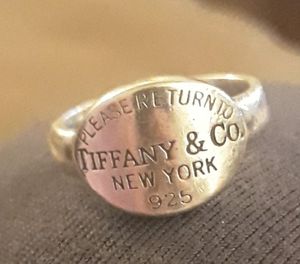 PLEASE RETURN TO
TIFFANY & CO.
NEW YORK
925